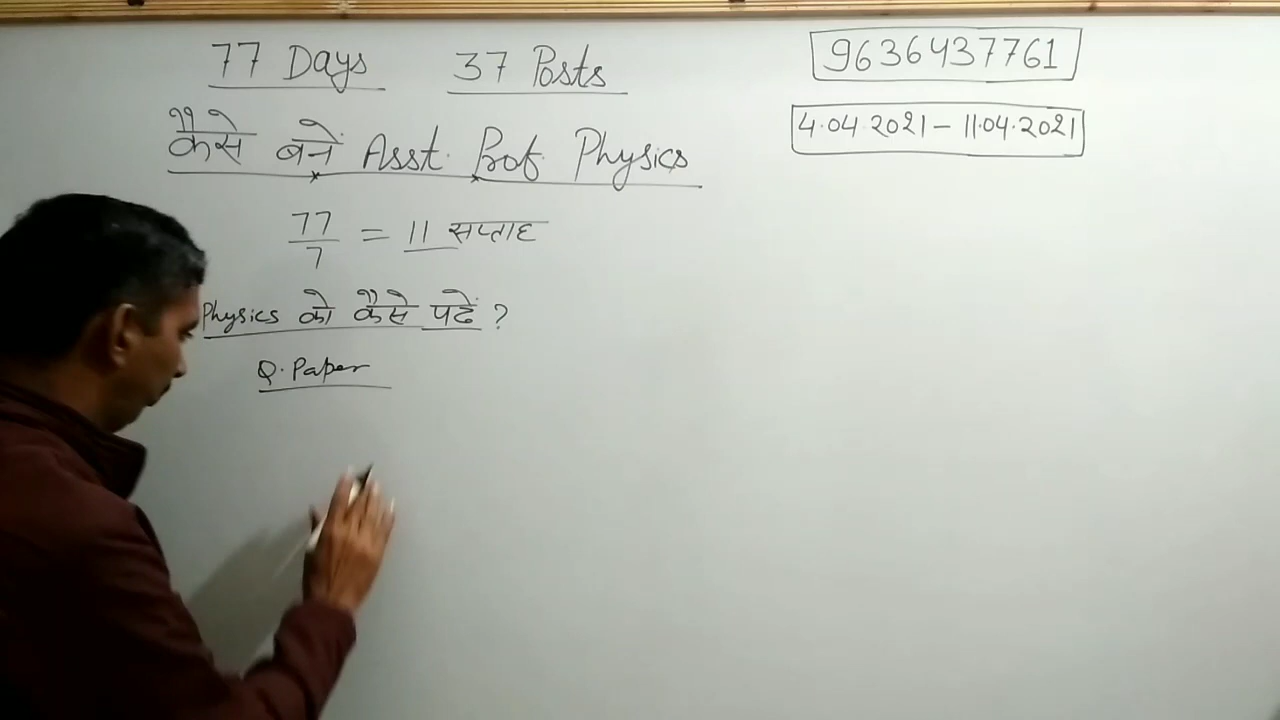 77 Days 37 Posts
9636437761
4.04.2021 - 11.04.2021
कैसे बनें Asst. Prof. Physics
77/7 = 11 सप्ताह
Physics को कैसे पढें ?
Q. Paper